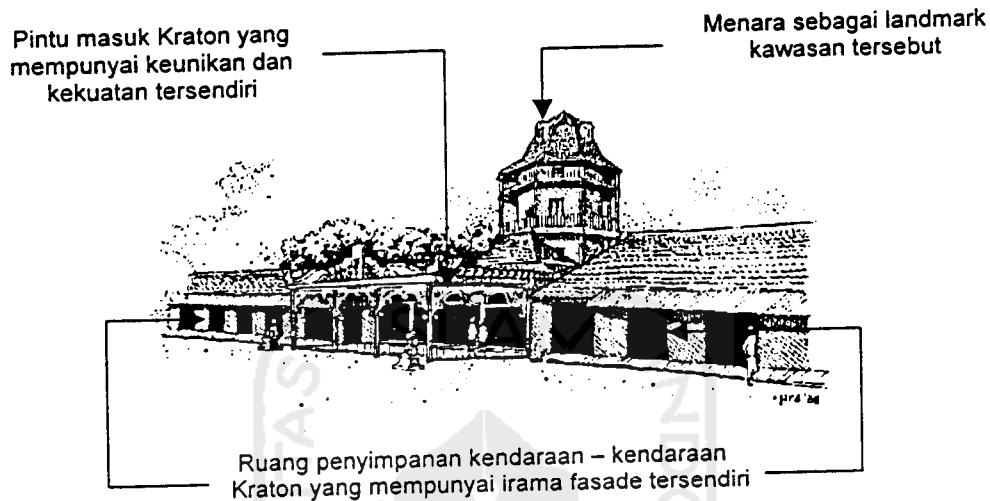 Pintu masuk Kraton yang
mempunyai keunikan dan
kekuatan tersendiri
Menara sebagai landmark
kawasan tersebut
Ruang penyimpanan kendaraan – kendaraan
Kraton yang mempunyai irama fasade tersendiri